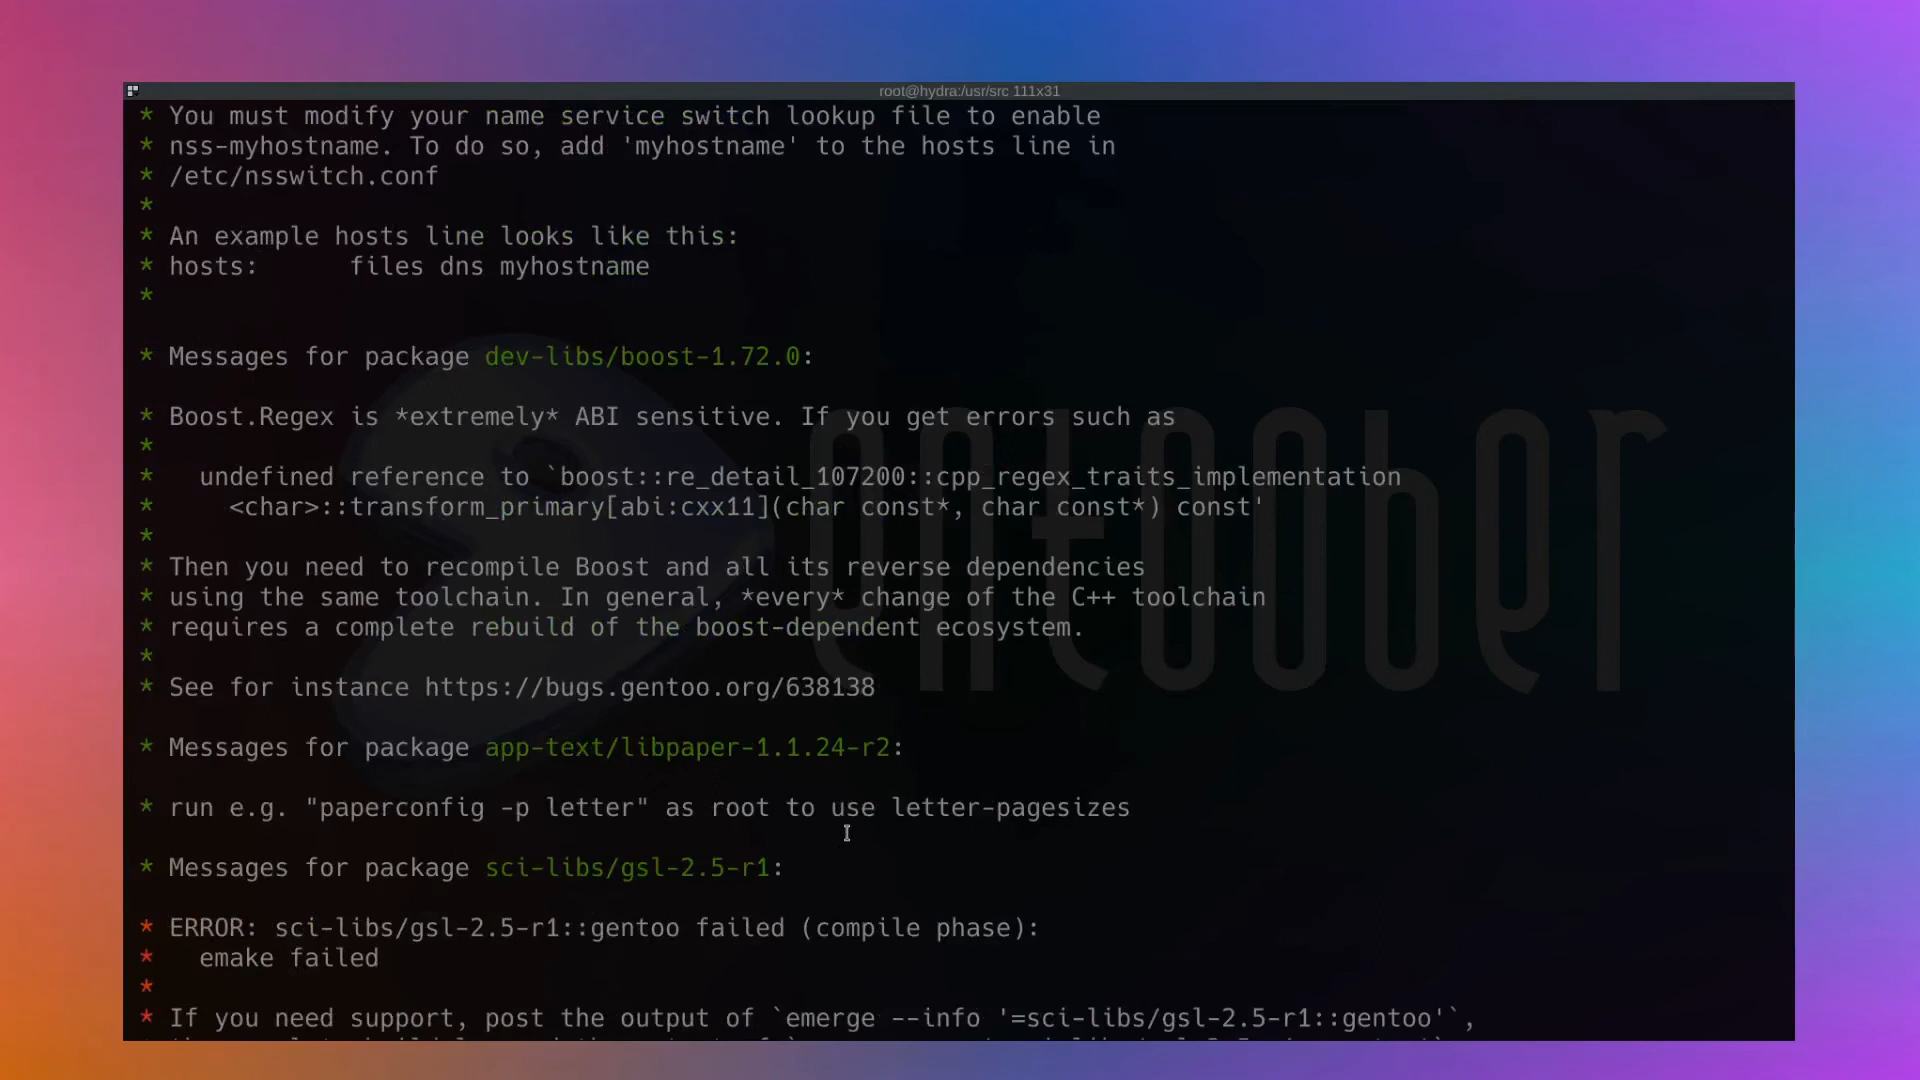 root@hydra:/usr/src 111x31
* You must modify your name service switch lookup file to enable
* nss-myhostname. To do so, add 'myhostname' to the hosts line in
* /etc/nsswitch.conf
*
* An example hosts line looks like this:
* hosts:      files dns myhostname
*
* Messages for package dev-libs/boost-1.72.0:
* Boost.Regex is *extremely* ABI sensitive. If you get errors such as
*
*   undefined reference to `boost::re_detail_107200::cpp_regex_traits_implementation
*     <char>::transform_primary[abi:cxx11](char const*, char const*) const'
*
* Then you need to recompile Boost and all its reverse dependencies
* using the same toolchain. In general, *every* change of the C++ toolchain
* requires a complete rebuild of the boost-dependent ecosystem.
*
* See for instance https://bugs.gentoo.org/638138
* Messages for package app-text/libpaper-1.1.24-r2:
* run e.g. "paperconfig -p letter" as root to use letter-pagesizes
* Messages for package sci-libs/gsl-2.5-r1:
* ERROR: sci-libs/gsl-2.5-r1::gentoo failed (compile phase):
*   emake failed
*
* If you need support, post the output of `emerge --info '=sci-libs/gsl-2.5-r1::gentoo'`,
entoober